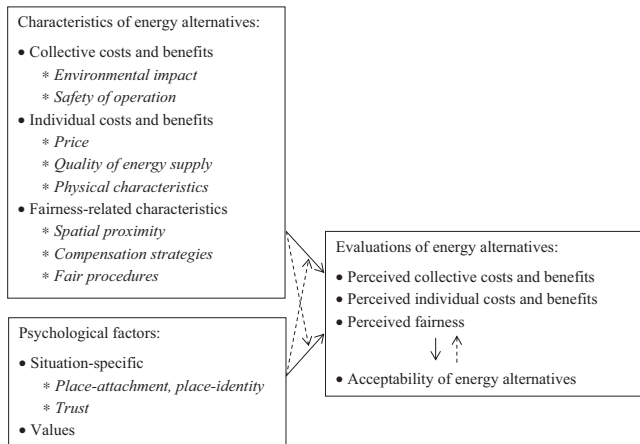 Characteristics of energy alternatives:
• Collective costs and benefits
* Environmental impact
* Safety of operation
• Individual costs and benefits
* Price
* Quality of energy supply
* Physical characteristics
• Fairness-related characteristics
* Spatial proximity
* Compensation strategies
* Fair procedures
Psychological factors:
• Situation-specific
* Place-attachment, place-identity
* Trust
• Values
Evaluations of energy alternatives:
• Perceived collective costs and benefits
• Perceived individual costs and benefits
• Perceived fairness
• Acceptability of energy alternatives